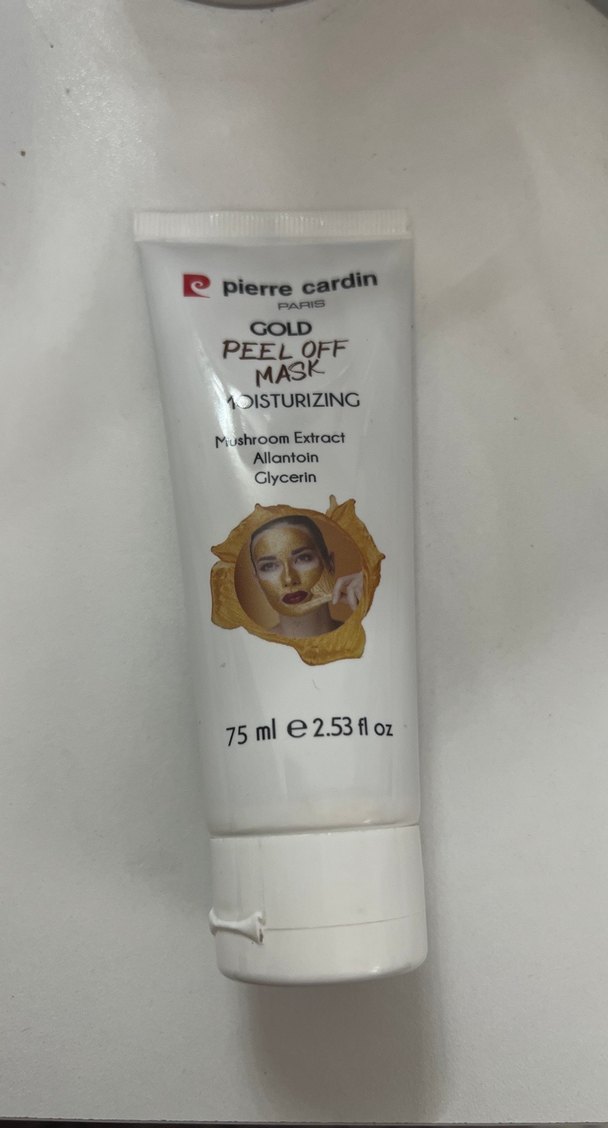 pierre cardin
PARIS
GOLD
PEEL OFF
MASK
MOISTURIZING
Mushroom Extract
Allantoin
Glycerin
75 ml e 2.53 fl oz